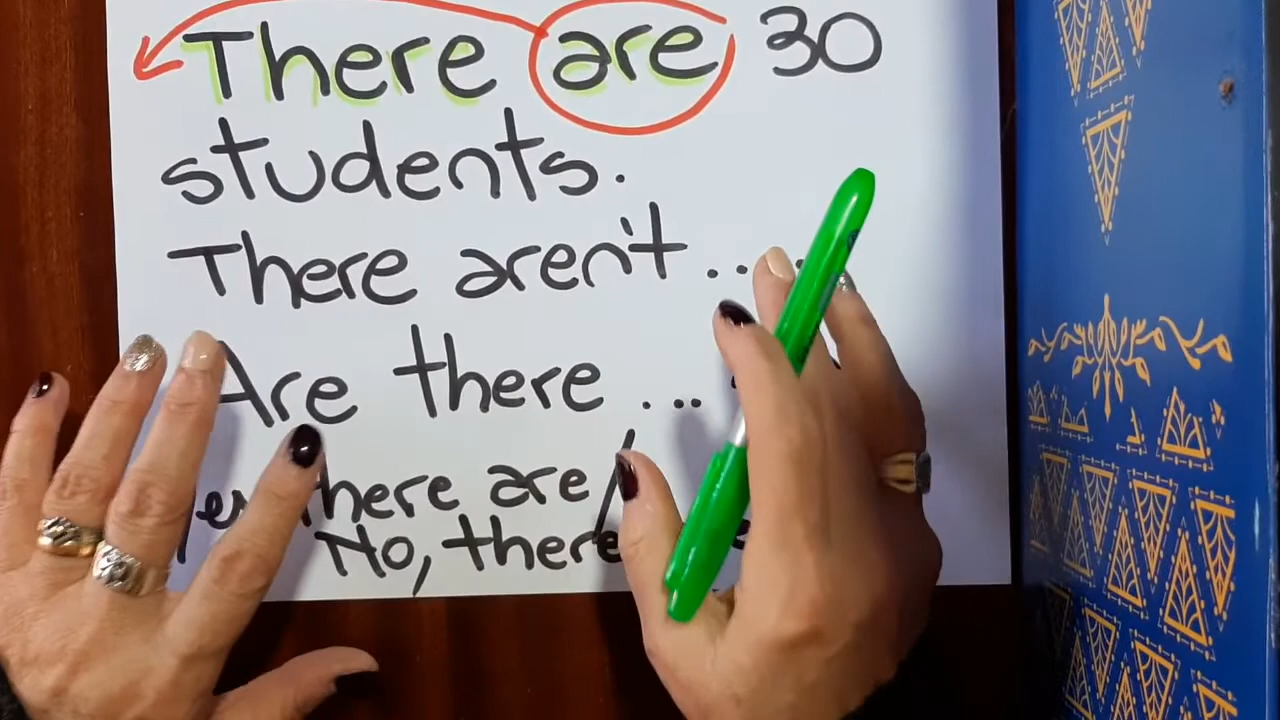 There are 30
students.
There aren't ...
Are there ...
there are /
No, there